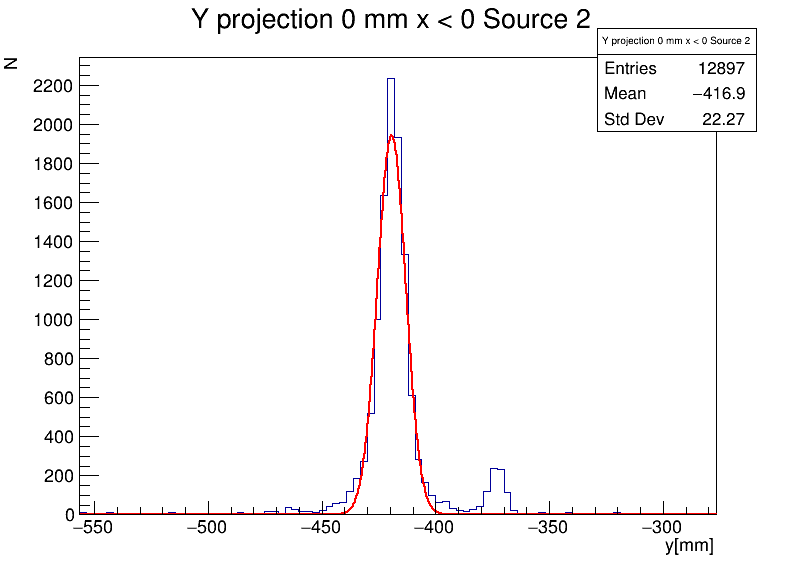 Y projection 0 mm x < 0 Source 2
Y projection 0 mm x < 0 Source 2
Entries 12897
Mean −416.9
Std Dev 22.27
N
2200
2000
1800
1600
1400
1200
1000
800
600
400
200
0
−550 −500 −450 −400 −350 −300
y[mm]